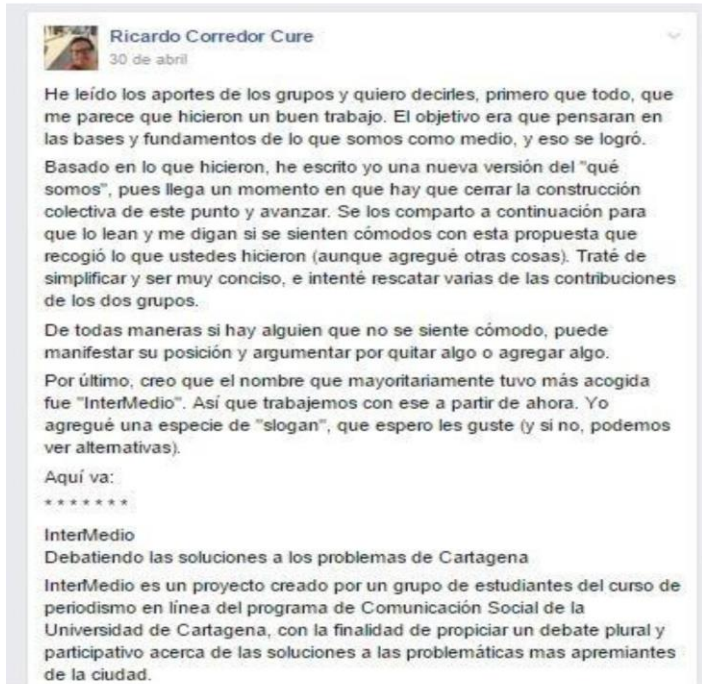 Ricardo Corredor Cure
30 de abril
He leído los aportes de los grupos y quiero decirles, primero que todo, que
me parece que hicieron un buen trabajo. El objetivo era que pensaran en
las bases y fundamentos de lo que somos como medio, y eso se logró.
Basado en lo que hicieron, he escrito yo una nueva versión del "qué
somos", pues llega un momento en que hay que cerrar la construcción
colectiva de este punto y avanzar. Se los comparto a continuación para
que lo lean y me digan si se sienten cómodos con esta propuesta que
recogió lo que ustedes hicieron (aunque agregué otras cosas). Traté de
simplificar y ser muy conciso, e intenté rescatar varias de las contribuciones
de los dos grupos.
De todas maneras si hay alguien que no se siente cómodo, puede
manifestar su posición y argumentar por quitar algo o agregar algo.
Por último, creo que el nombre que mayoritariamente tuvo más acogida
fue "InterMedio". Así que trabajemos con ese a partir de ahora. Yo
agregué una especie de "slogan", que espero les guste (y si no, podemos
ver alternativas).
Aquí va:
* * * * * * *
InterMedio
Debatiendo las soluciones a los problemas de Cartagena
InterMedio es un proyecto creado por un grupo de estudiantes del curso de
periodismo en línea del programa de Comunicación Social de la
Universidad de Cartagena, con la finalidad de propiciar un debate plural y
participativo acerca de las soluciones a las problemáticas mas apremiantes
de la ciudad.